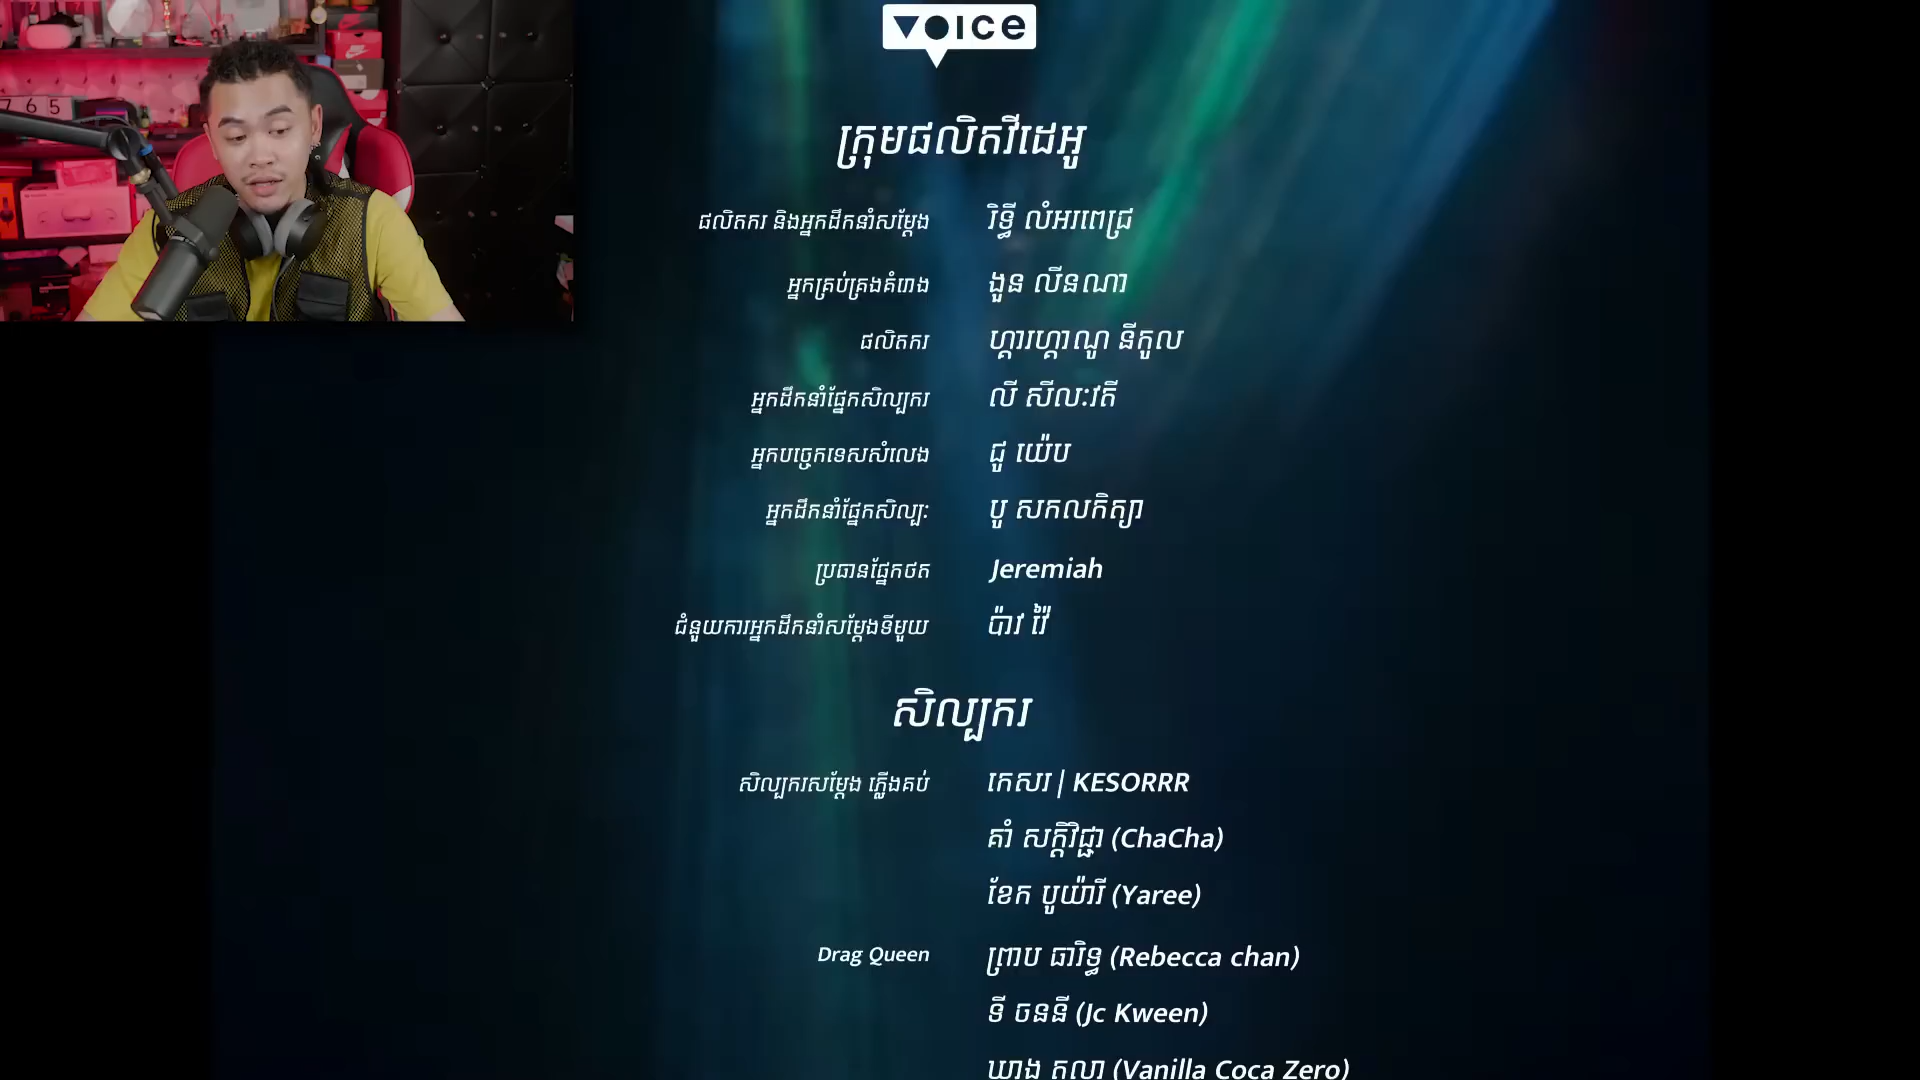 VOICE
ក្រុមផលិតវីដេអូ
ផលិតករ និងអ្នកដឹកនាំសម្តែង រិទ្ធី លំអរពេជ្រ
អ្នកគ្រប់គ្រងគំរោង ងួន លីនណា
ផលិតករ ហ្គារហ្គាណូ នីកូល
អ្នកដឹកនាំផ្នែកសិល្បករ លី សីលៈវតី
អ្នកបច្ចេកទេសសំលេង ជូ យ៉េប
អ្នកដឹកនាំផ្នែកសិល្បៈ បូ សកលកិត្យា
ប្រធានផ្នែកថត Jeremiah
ជំនួយការអ្នកដឹកនាំសម្តែងទីមួយ ប៉ាវ វ៉ៃ
សិល្បករ
សិល្បករសម្តែង ភ្លើងគប់ កេសរ | KESORRR
គាំ សក្តិវិជ្ជា (ChaCha)
ខែក បូយ៉ារី (Yaree)
Drag Queen ព្រាប ធារិទ្ធ (Rebecca chan)
ទី ចននី (Jc Kween)
ឃាង តុលា (Vanilla Coca Zero)
765